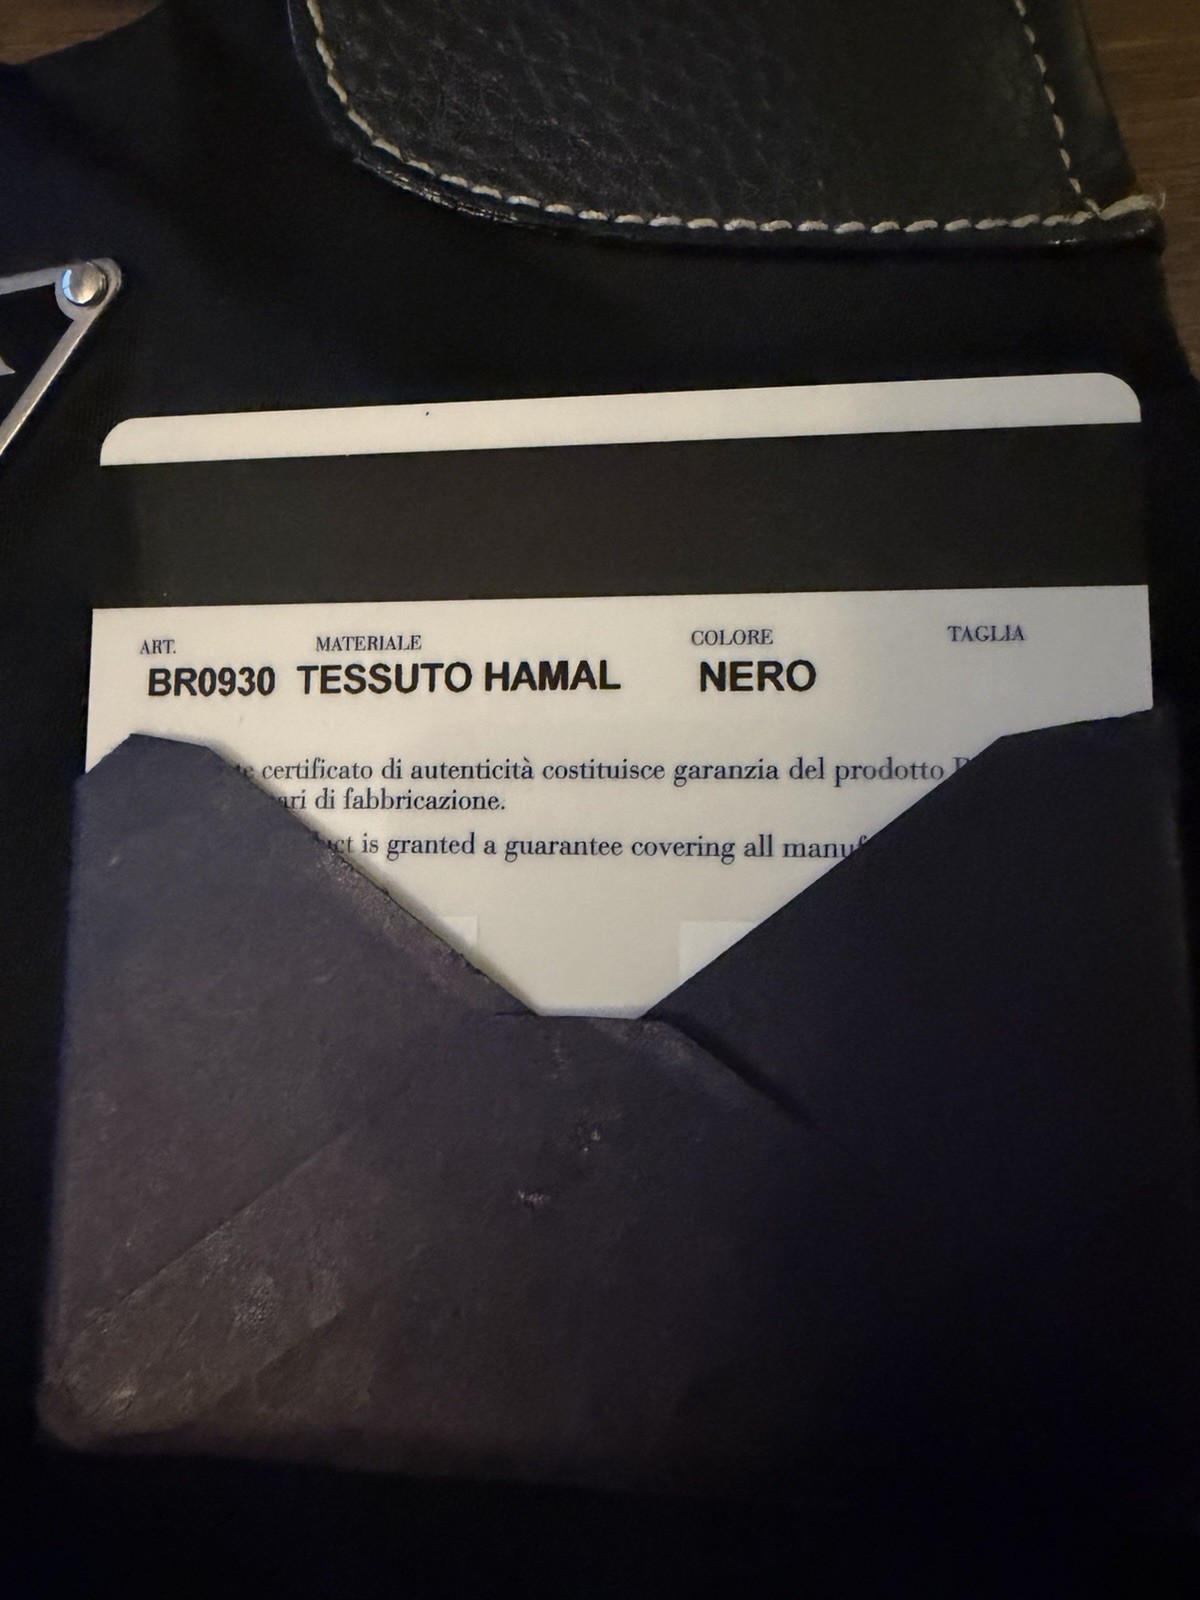 ART. MATERIALE COLORE TAGLIA
BR0930 TESSUTO HAMAL NERO
certificato di autenticità costituisce garanzia del prodotto
di fabbricazione.
is granted a guarantee covering all